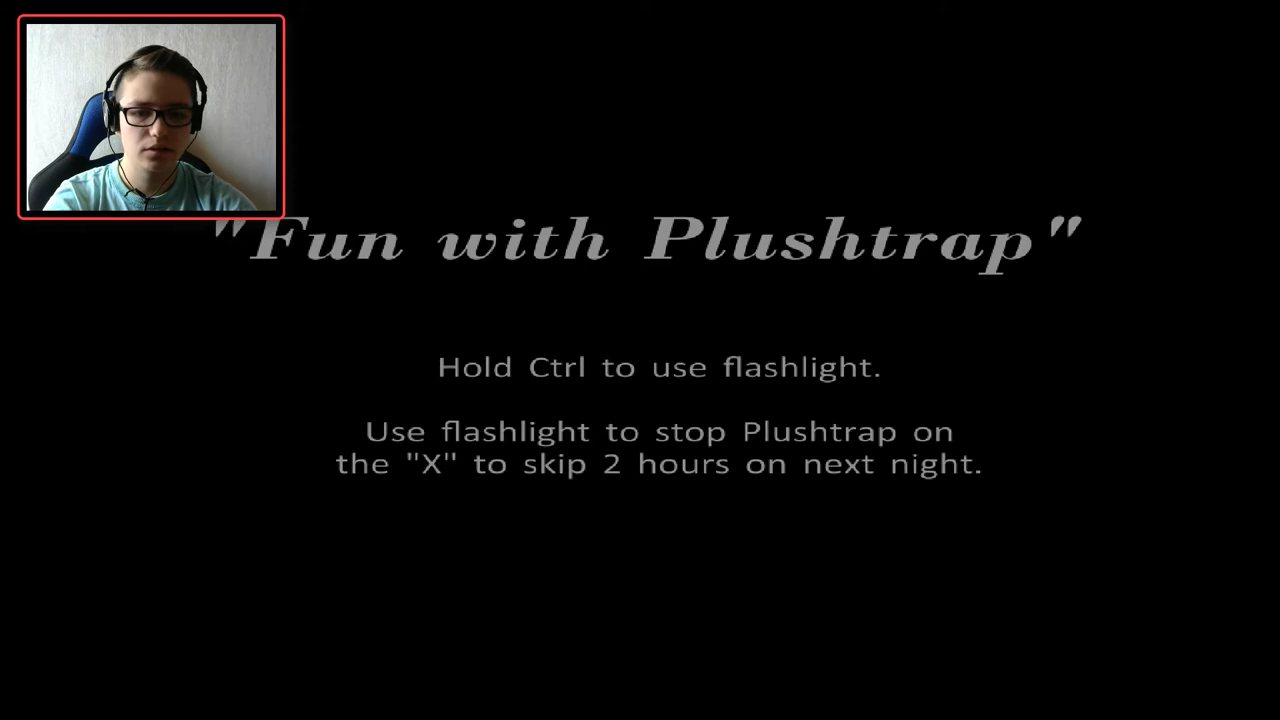 "Fun with Plushtrap"
Hold Ctrl to use flashlight.
Use flashlight to stop Plushtrap on
the "X" to skip 2 hours on next night.